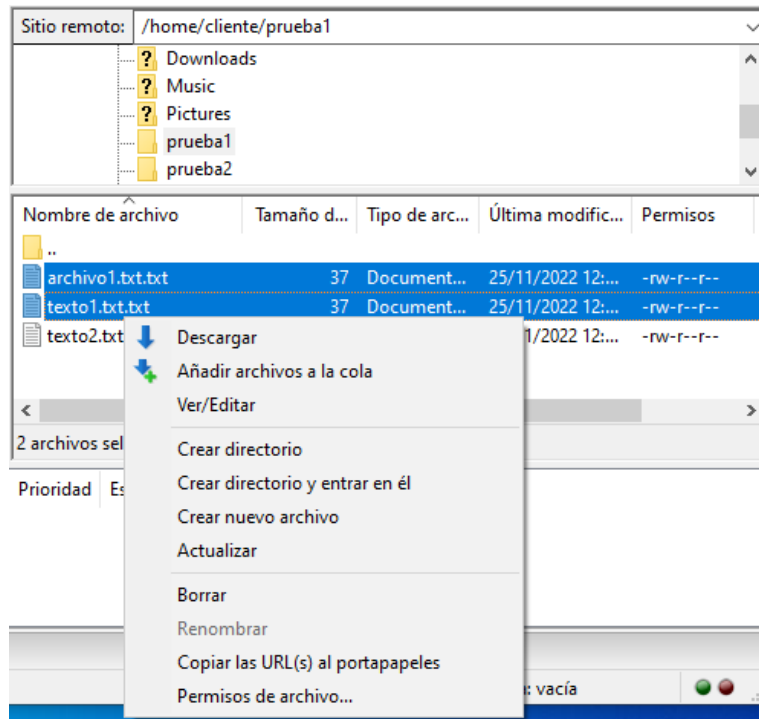 Sitio remoto: /home/cliente/prueba1
? Downloads
? Music
? Pictures
prueba1
prueba2
Nombre de archivo Tamaño d... Tipo de arc... Última modific... Permisos
..
archivo1.txt.txt 37 Document... 25/11/2022 12:... -rw-r--r--
texto1.txt.txt 37 Document... 25/11/2022 12:... -rw-r--r--
texto2.txt 1/2022 12:... -rw-r--r--
Descargar
Añadir archivos a la cola
Ver/Editar
2 archivos sel
Crear directorio
Crear directorio y entrar en él
Prioridad Es
Crear nuevo archivo
Actualizar
Borrar
Renombrar
Copiar las URL(s) al portapapeles
Permisos de archivo...
: vacía